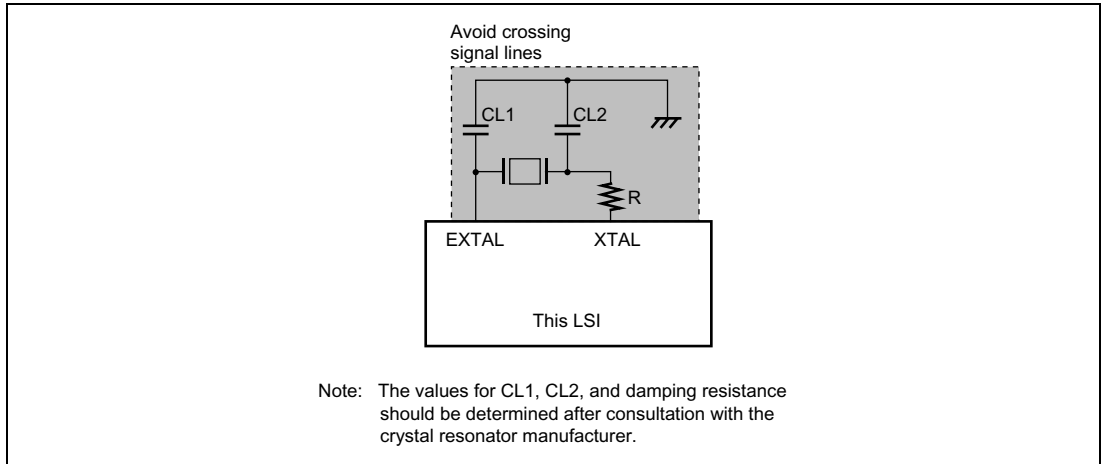 Avoid crossing
signal lines
CL1
CL2
R
EXTAL
XTAL
This LSI
Note: The values for CL1, CL2, and damping resistance
should be determined after consultation with the
crystal resonator manufacturer.